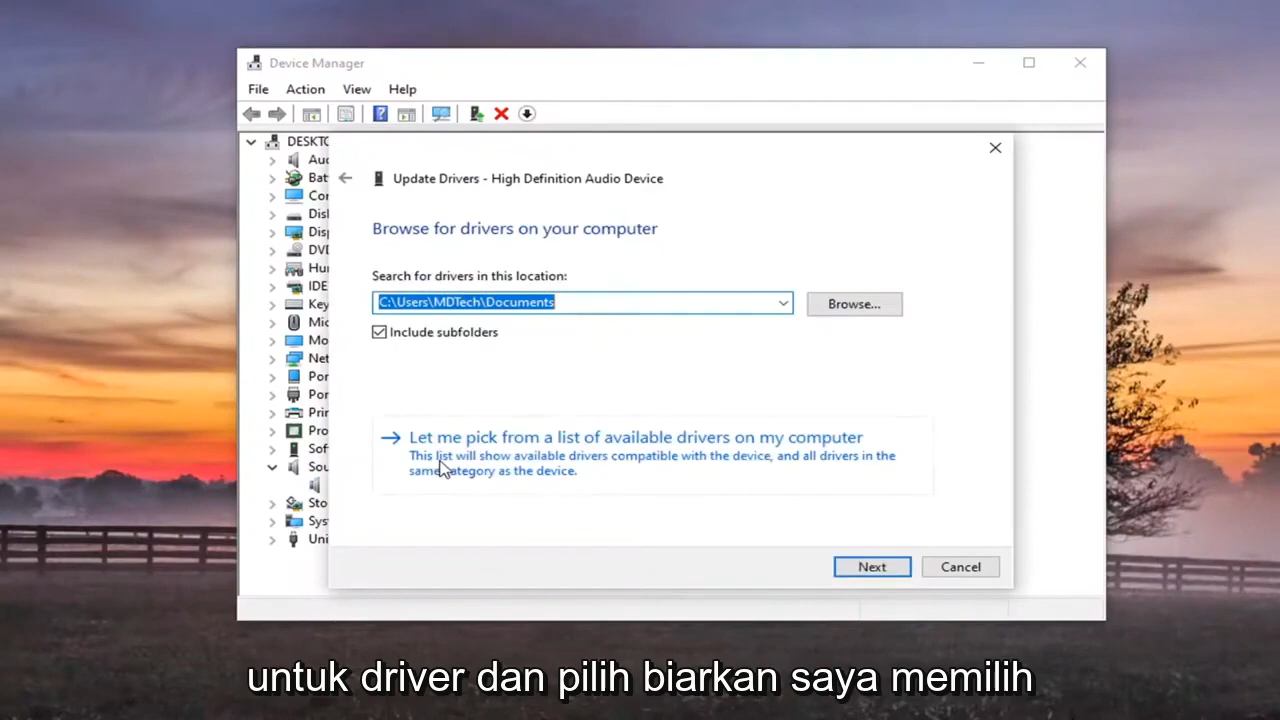 Device Manager
File Action View Help
DESKTO
Aud
Bat
Cor
Disl
Disp
DVD
Hur
IDE
Key
Mic
Mo
Net
Por
Por
Prin
Pro
Soft
Sou
Sto
Sys
Uni
Update Drivers - High Definition Audio Device
Browse for drivers on your computer
Search for drivers in this location:
C:\Users\MDTech\Documents
Browse...
Include subfolders
Let me pick from a list of available drivers on my computer
This list will show available drivers compatible with the device, and all drivers in the
same category as the device.
Next Cancel
untuk driver dan pilih biarkan saya memilih